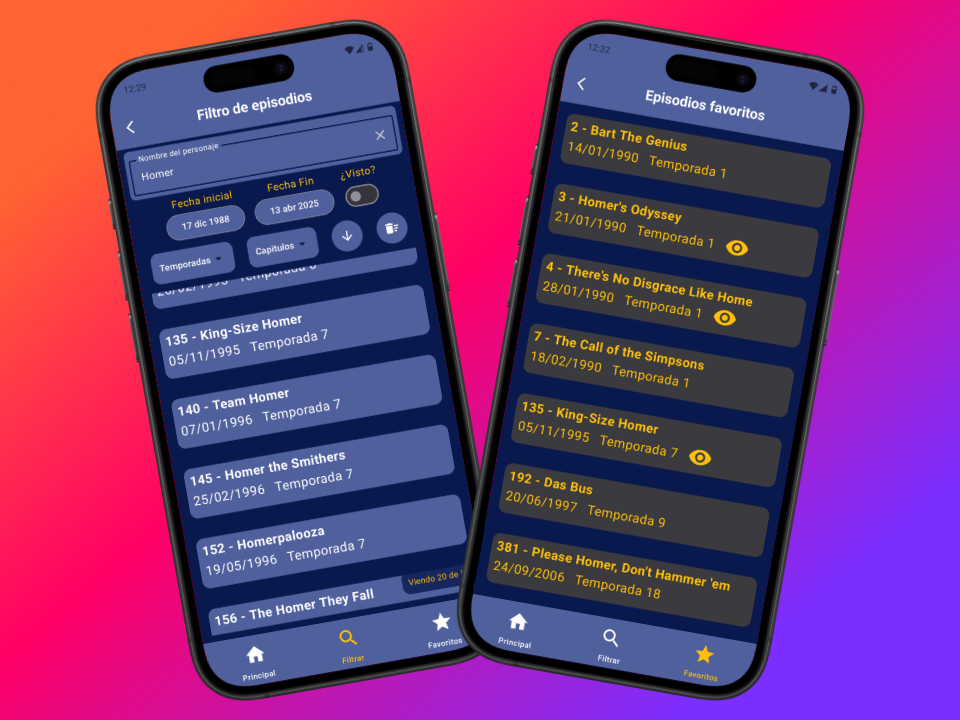 12:29
Filtro de episodios
Nombre del personaje
Homer
Fecha inicial
Fecha Fin
¿Visto?
17 dic 1988
13 abr 2025
Temporadas
Capitulos
135 - King-Size Homer
05/11/1995 Temporada 7
140 - Team Homer
07/01/1996 Temporada 7
145 - Homer the Smithers
25/02/1996 Temporada 7
152 - Homerpalooza
19/05/1996 Temporada 7
156 - The Homer They Fall
Viendo 20 de
Principal
Filtrar
Favoritos
12:32
Episodios favoritos
2 - Bart The Genius
14/01/1990 Temporada 1
3 - Homer's Odyssey
21/01/1990 Temporada 1
4 - There's No Disgrace Like Home
28/01/1990 Temporada 1
7 - The Call of the Simpsons
18/02/1990 Temporada 1
135 - King-Size Homer
05/11/1995 Temporada 7
192 - Das Bus
20/06/1997 Temporada 9
381 - Please Homer, Don't Hammer 'em
24/09/2006 Temporada 18
Principal
Filtrar
Favoritos